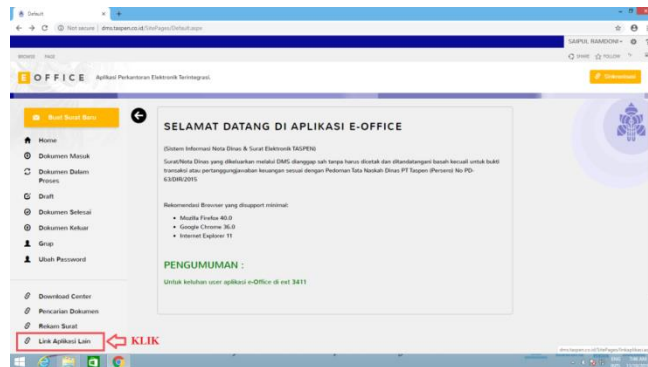 Default
Not secure | dms.taspen.co.id/SitePages/Default.aspx
SAIPUL RAMDONI
BROWSE PAGE
SHARE FOLLOW
E OFFICE Aplikasi Perkantoran Elektronik Terintegrasi.
Buat Surat Baru
Home
Dokumen Masuk
Dokumen Dalam
Proses
Draft
Dokumen Selesai
Dokumen Keluar
Grup
Ubah Password
Download Center
Pencarian Dokumen
Rekam Surat
Link Aplikasi Lain
KLIK
SELAMAT DATANG DI APLIKASI E-OFFICE
(Sistem Informasi Nota Dinas & Surat Elektronik TASPEN)
Surat/Nota Dinas yang dikeluarkan melalui DMS dianggap sah tanpa harus dicetak dan ditandatangani basah kecuali untuk bukti
transaksi atau pertanggungjawaban keuangan sesuai dengan Pedoman Tata Naskah Dinas PT Taspen (Persero) No PD-
63/DIR/2015
Rekomendasi Browser yang disupport minimal:
Mozilla Firefox 40.0
Google Chrome 36.0
Internet Explorer 11
PENGUMUMAN :
Untuk keluhan user aplikasi e-Office di ext 3411